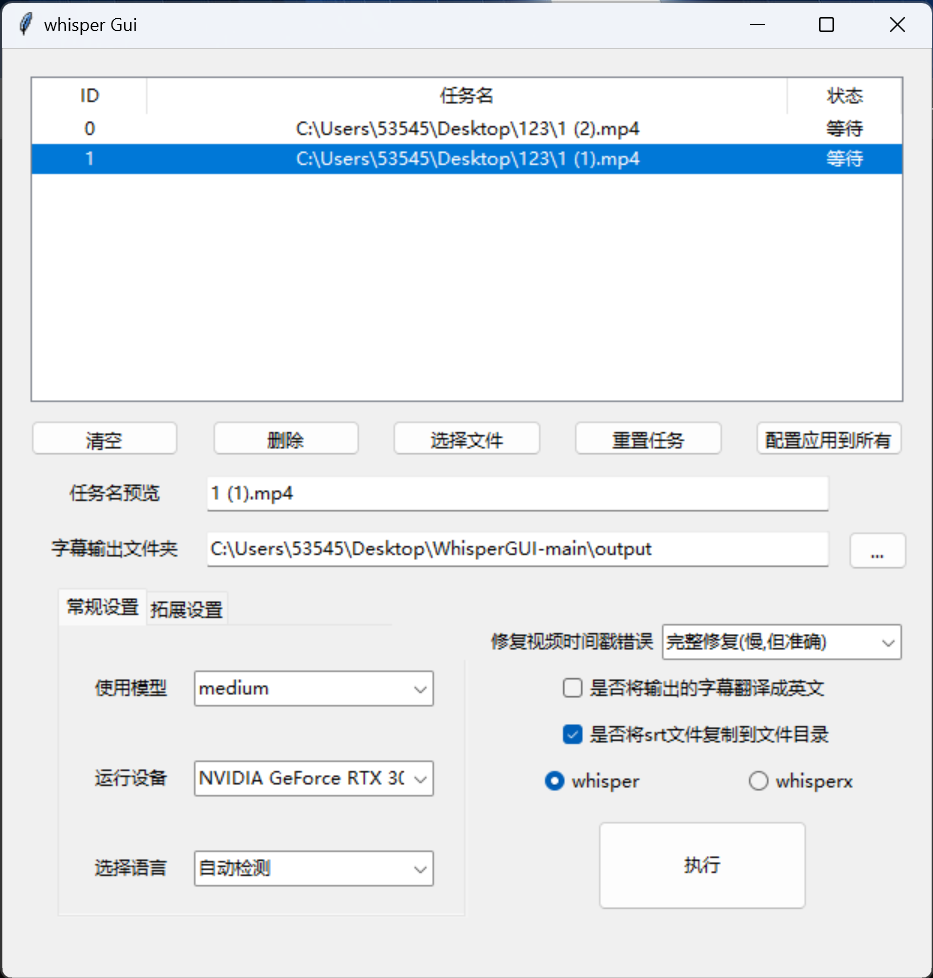 whisper Gui
ID 任务名 状态
0 C:\Users\53545\Desktop\123\1 (2).mp4 等待
1 C:\Users\53545\Desktop\123\1 (1).mp4 等待
清空 删除 选择文件 重置任务 配置应用到所有
任务名预览 1 (1).mp4
字幕输出文件夹 C:\Users\53545\Desktop\WhisperGUI-main\output ...
常规设置 拓展设置
修复视频时间戳错误 完整修复(慢,但准确)
使用模型 medium
是否将输出的字幕翻译成英文
是否将srt文件复制到文件目录
运行设备 NVIDIA GeForce RTX 30
whisper whisperx
选择语言 自动检测
执行